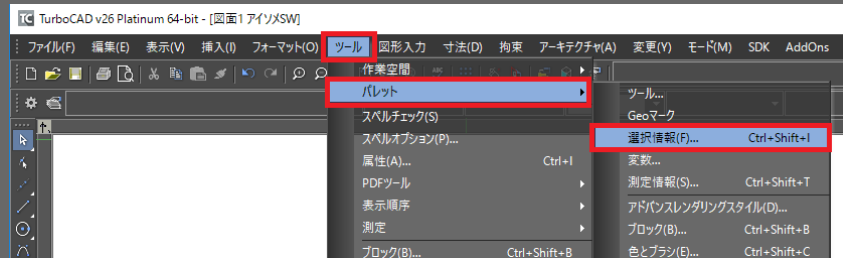 TurboCAD v26 Platinum 64-bit - [図面1 アイソメSW]
ファイル(F) 編集(E) 表示(V) 挿入(I) フォーマット(O) ツール 図形入力 寸法(D) 拘束 アーキテクチャ(A) 変更(Y) モード(M) SDK AddOns
作業空間
パレット
スペルチェック(S)
スペルオプション(P)...
属性(A)... Ctrl+I
PDFツール
表示順序
測定
ブロック(B)... Ctrl+Shift+B
ツール...
Geoマーク
選択情報(F)... Ctrl+Shift+I
変数...
測定情報(S)... Ctrl+Shift+T
アドバンスレンダリングスタイル(D)...
ブロック(B)... Ctrl+Shift+B
色とブラシ(E)... Ctrl+Shift+C